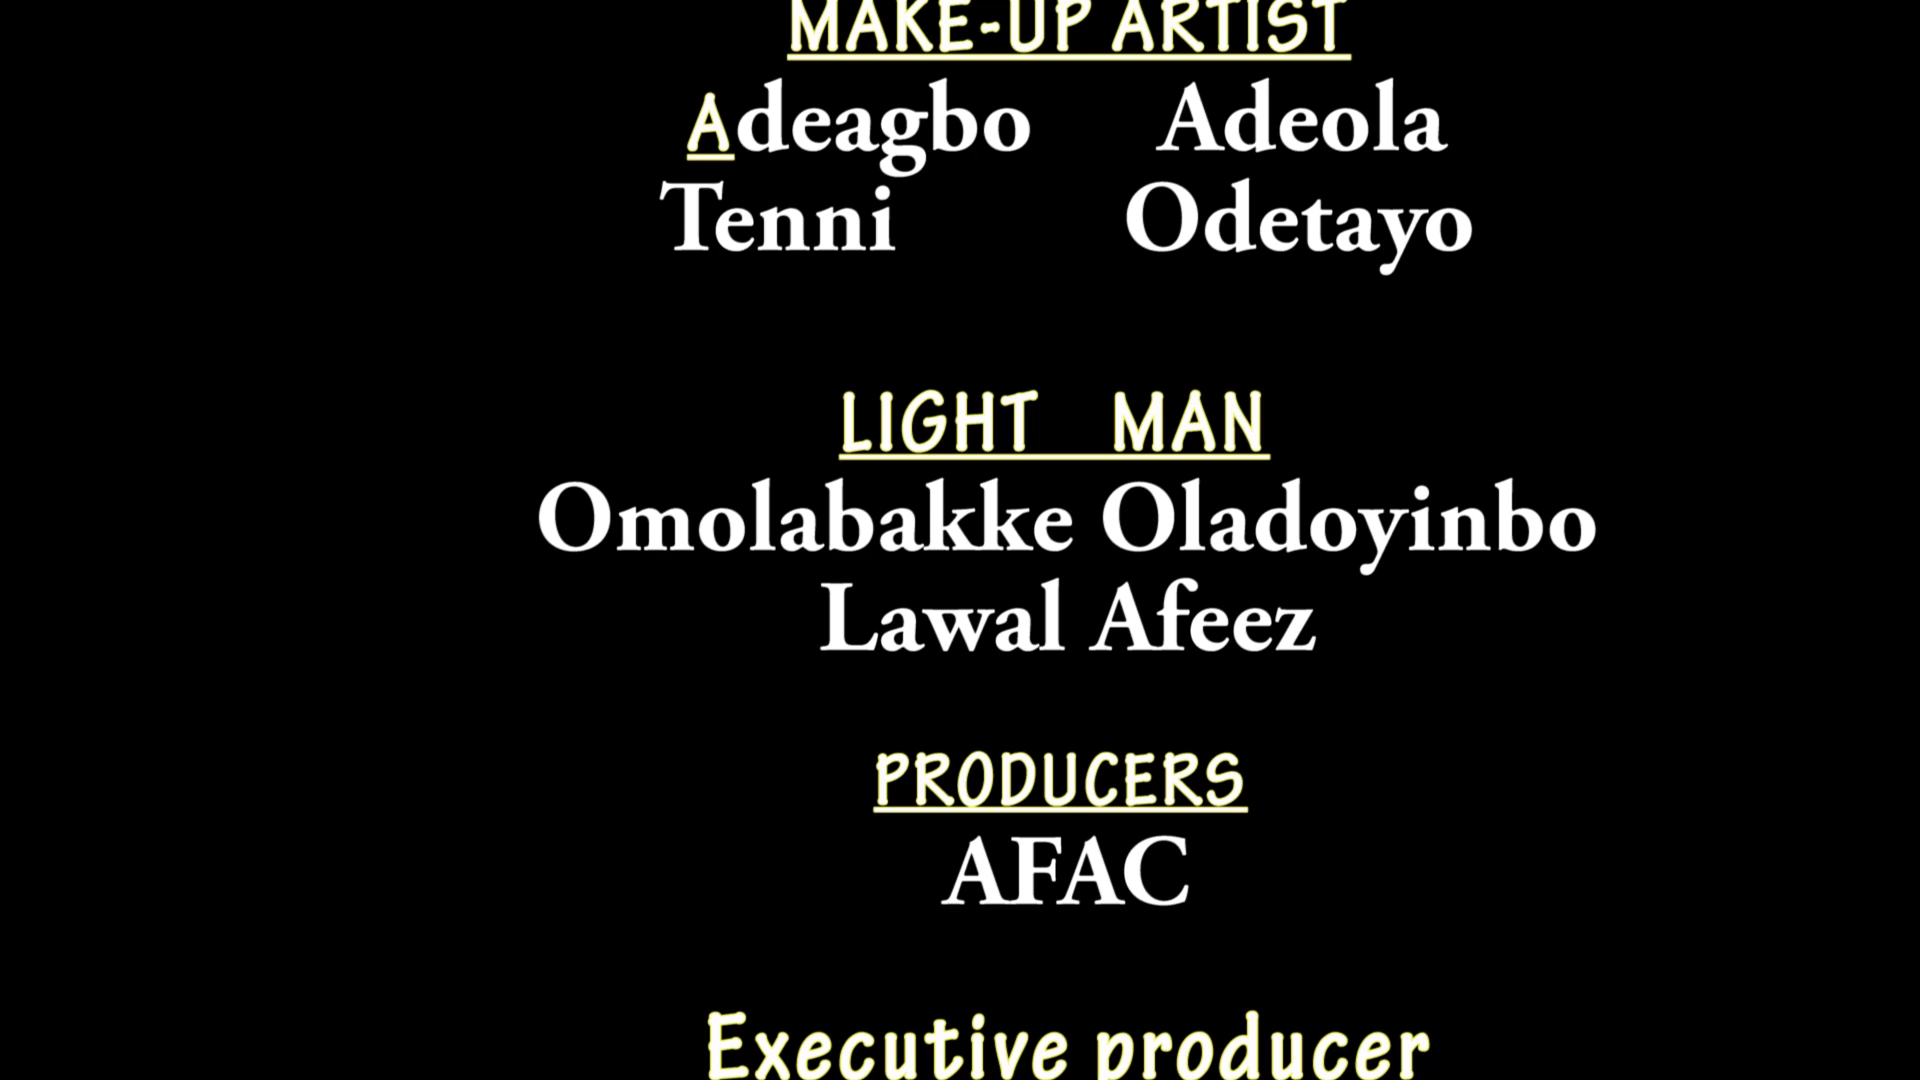 MAKE-UP ARTIST
Adeagbo Adeola
Tenni Odetayo
LIGHT MAN
Omolabakke Oladoyinbo
Lawal Afeez
PRODUCERS
AFAC
Executive producer